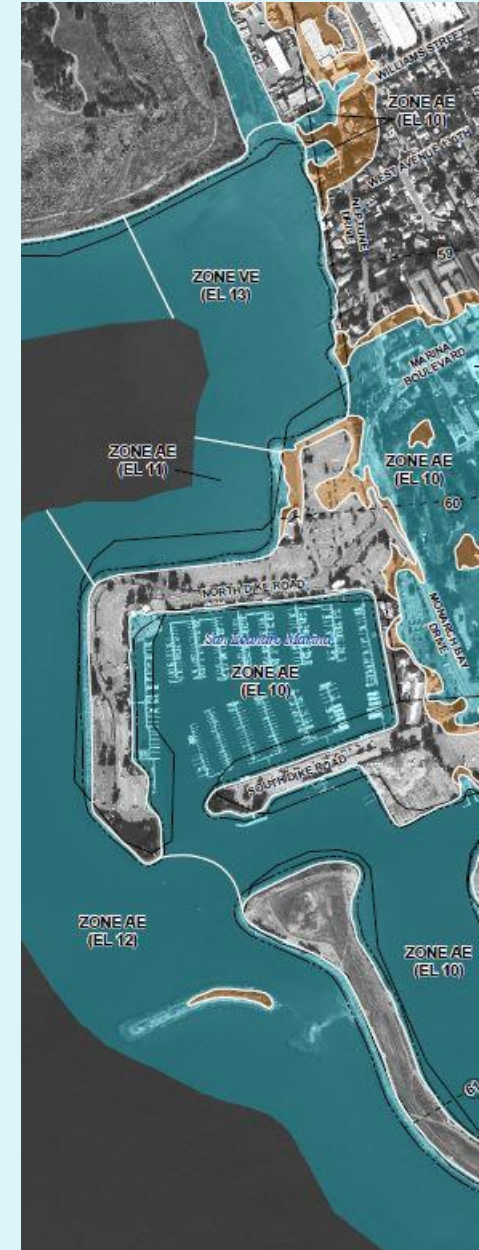 WILLIAMS STREET
ZONE AE
(EL 10)
WEST AVENUE 130TH
NEPTUNE
DRIVE
59
ZONE VE
(EL 13)
MARINA
BOULEVARD
ZONE AE
(EL 11)
ZONE AE
(EL 10)
60
NORTH DIKE ROAD
MONARCH BAY
DRIVE
San Leandro Marina
ZONE AE
(EL 10)
SOUTH DIKE ROAD
ZONE AE
(EL 12)
ZONE AE
(EL 10)
61